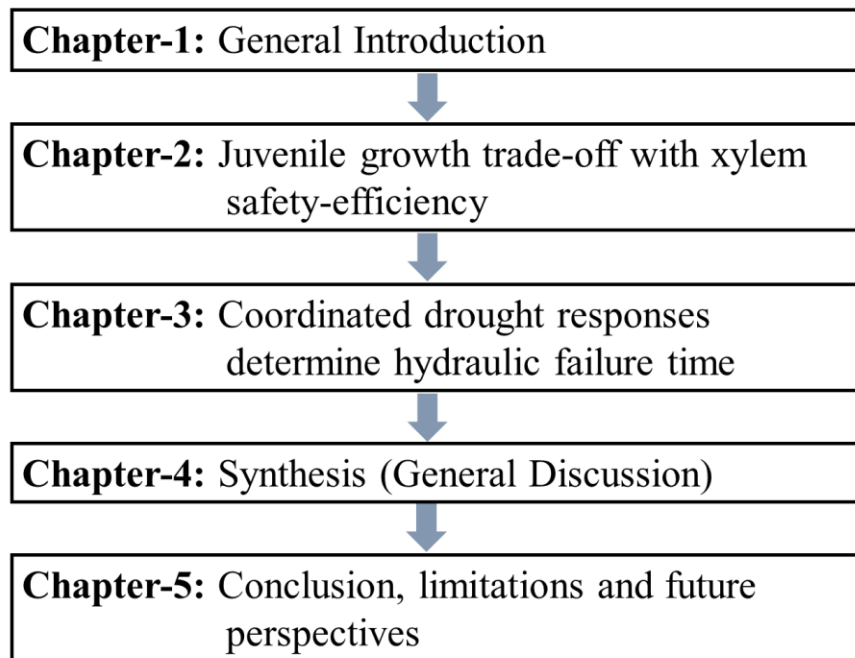 Chapter-1: General Introduction
Chapter-2: Juvenile growth trade-off with xylem
safety-efficiency
Chapter-3: Coordinated drought responses
determine hydraulic failure time
Chapter-4: Synthesis (General Discussion)
Chapter-5: Conclusion, limitations and future
perspectives